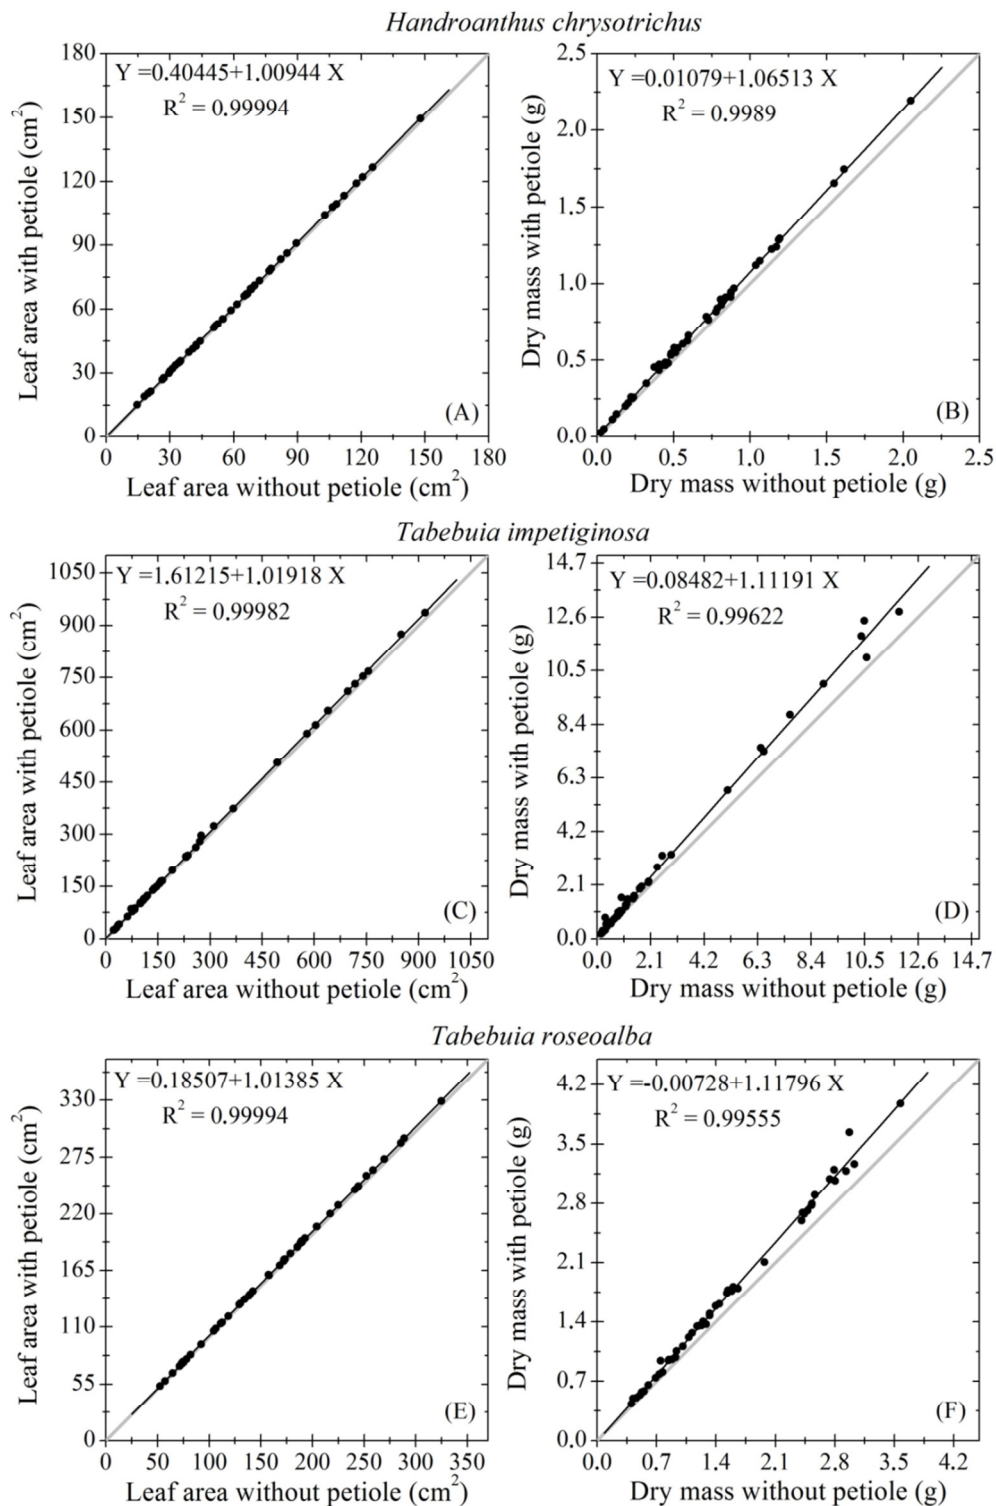 Handroanthus chrysotrichus
Y =0.40445+1.00944 X
R² = 0.99994
Leaf area with petiole (cm²)
180
150
120
90
60
30
0
(A)
0 30 60 90 120 150 180
Leaf area without petiole (cm²)
Y =0.01079+1.06513 X
R² = 0.9989
Dry mass with petiole (g)
2.5
2.0
1.5
1.0
0.5
0.0
(B)
0.0 0.5 1.0 1.5 2.0 2.5
Dry mass without petiole (g)
Tabebuia impetiginosa
Y =1.61215+1.01918 X
R² = 0.99982
Leaf area with petiole (cm²)
1050
900
750
600
450
300
150
0
(C)
0 150 300 450 600 750 900 1050
Leaf area without petiole (cm²)
Y =0.08482+1.11191 X
R² = 0.99622
Dry mass with petiole (g)
14.7
12.6
10.5
8.4
6.3
4.2
2.1
0.0
(D)
0.0 2.1 4.2 6.3 8.4 10.5 12.6 14.7
Dry mass without petiole (g)
Tabebuia roseoalba
Y =0.18507+1.01385 X
R² = 0.99994
Leaf area with petiole (cm²)
330
275
220
165
110
55
0
(E)
0 50 100 150 200 250 300 350
Leaf area without petiole (cm²)
Y =-0.00728+1.11796 X
R² = 0.99555
Dry mass with petiole (g)
4.2
3.5
2.8
2.1
1.4
0.7
0.0
(F)
0.0 0.7 1.4 2.1 2.8 3.5 4.2
Dry mass without petiole (g)